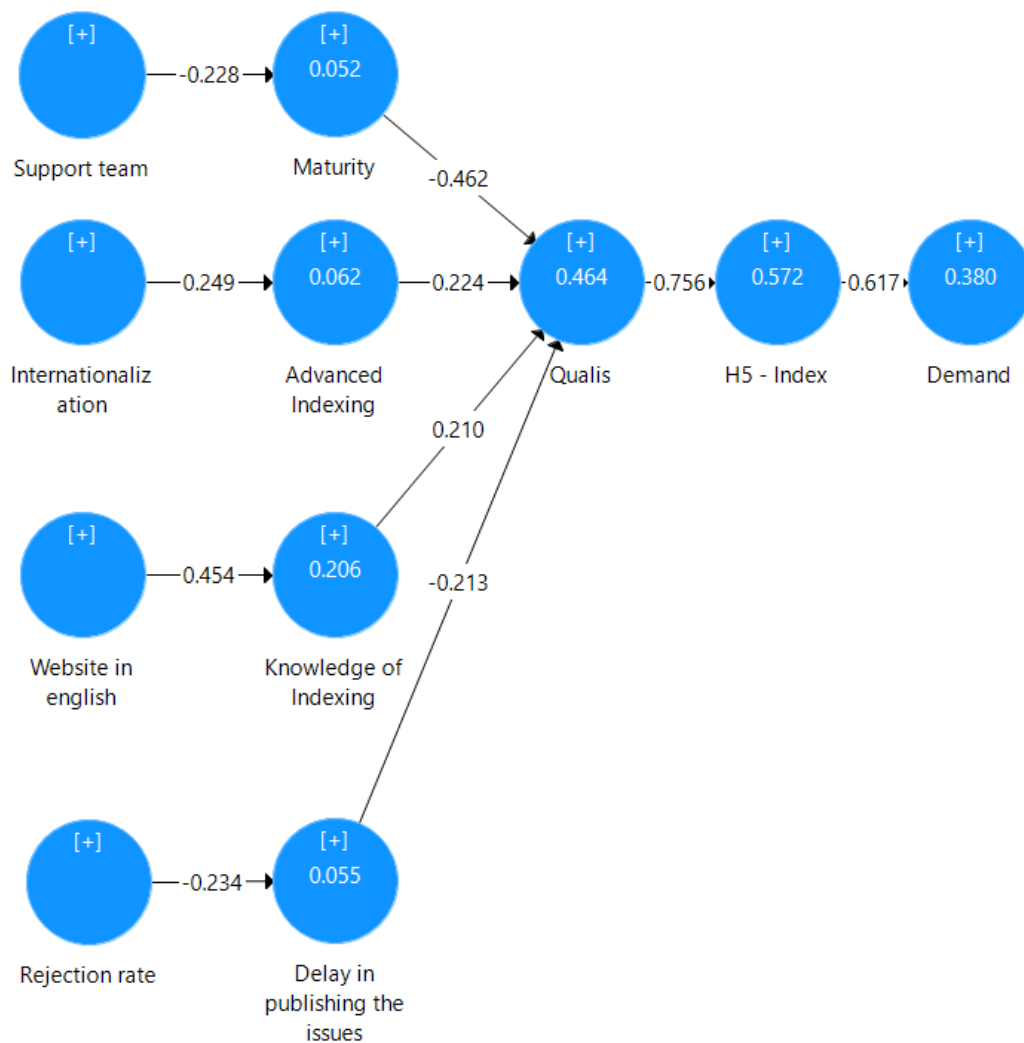 [+]
[+]
-0.228
0.052
Support team
Maturity
-0.462
[+]
[+]
[+]
[+]
[+]
0.249
0.062
0.224
0.464
0.756
0.572
0.617
0.380
Internationaliz
ation
Advanced
Indexing
Qualis
H5 - Index
Demand
0.210
[+]
[+]
0.454
0.206
-0.213
Website in
english
Knowledge of
Indexing
[+]
[+]
-0.234
0.055
Rejection rate
Delay in
publishing the
issues